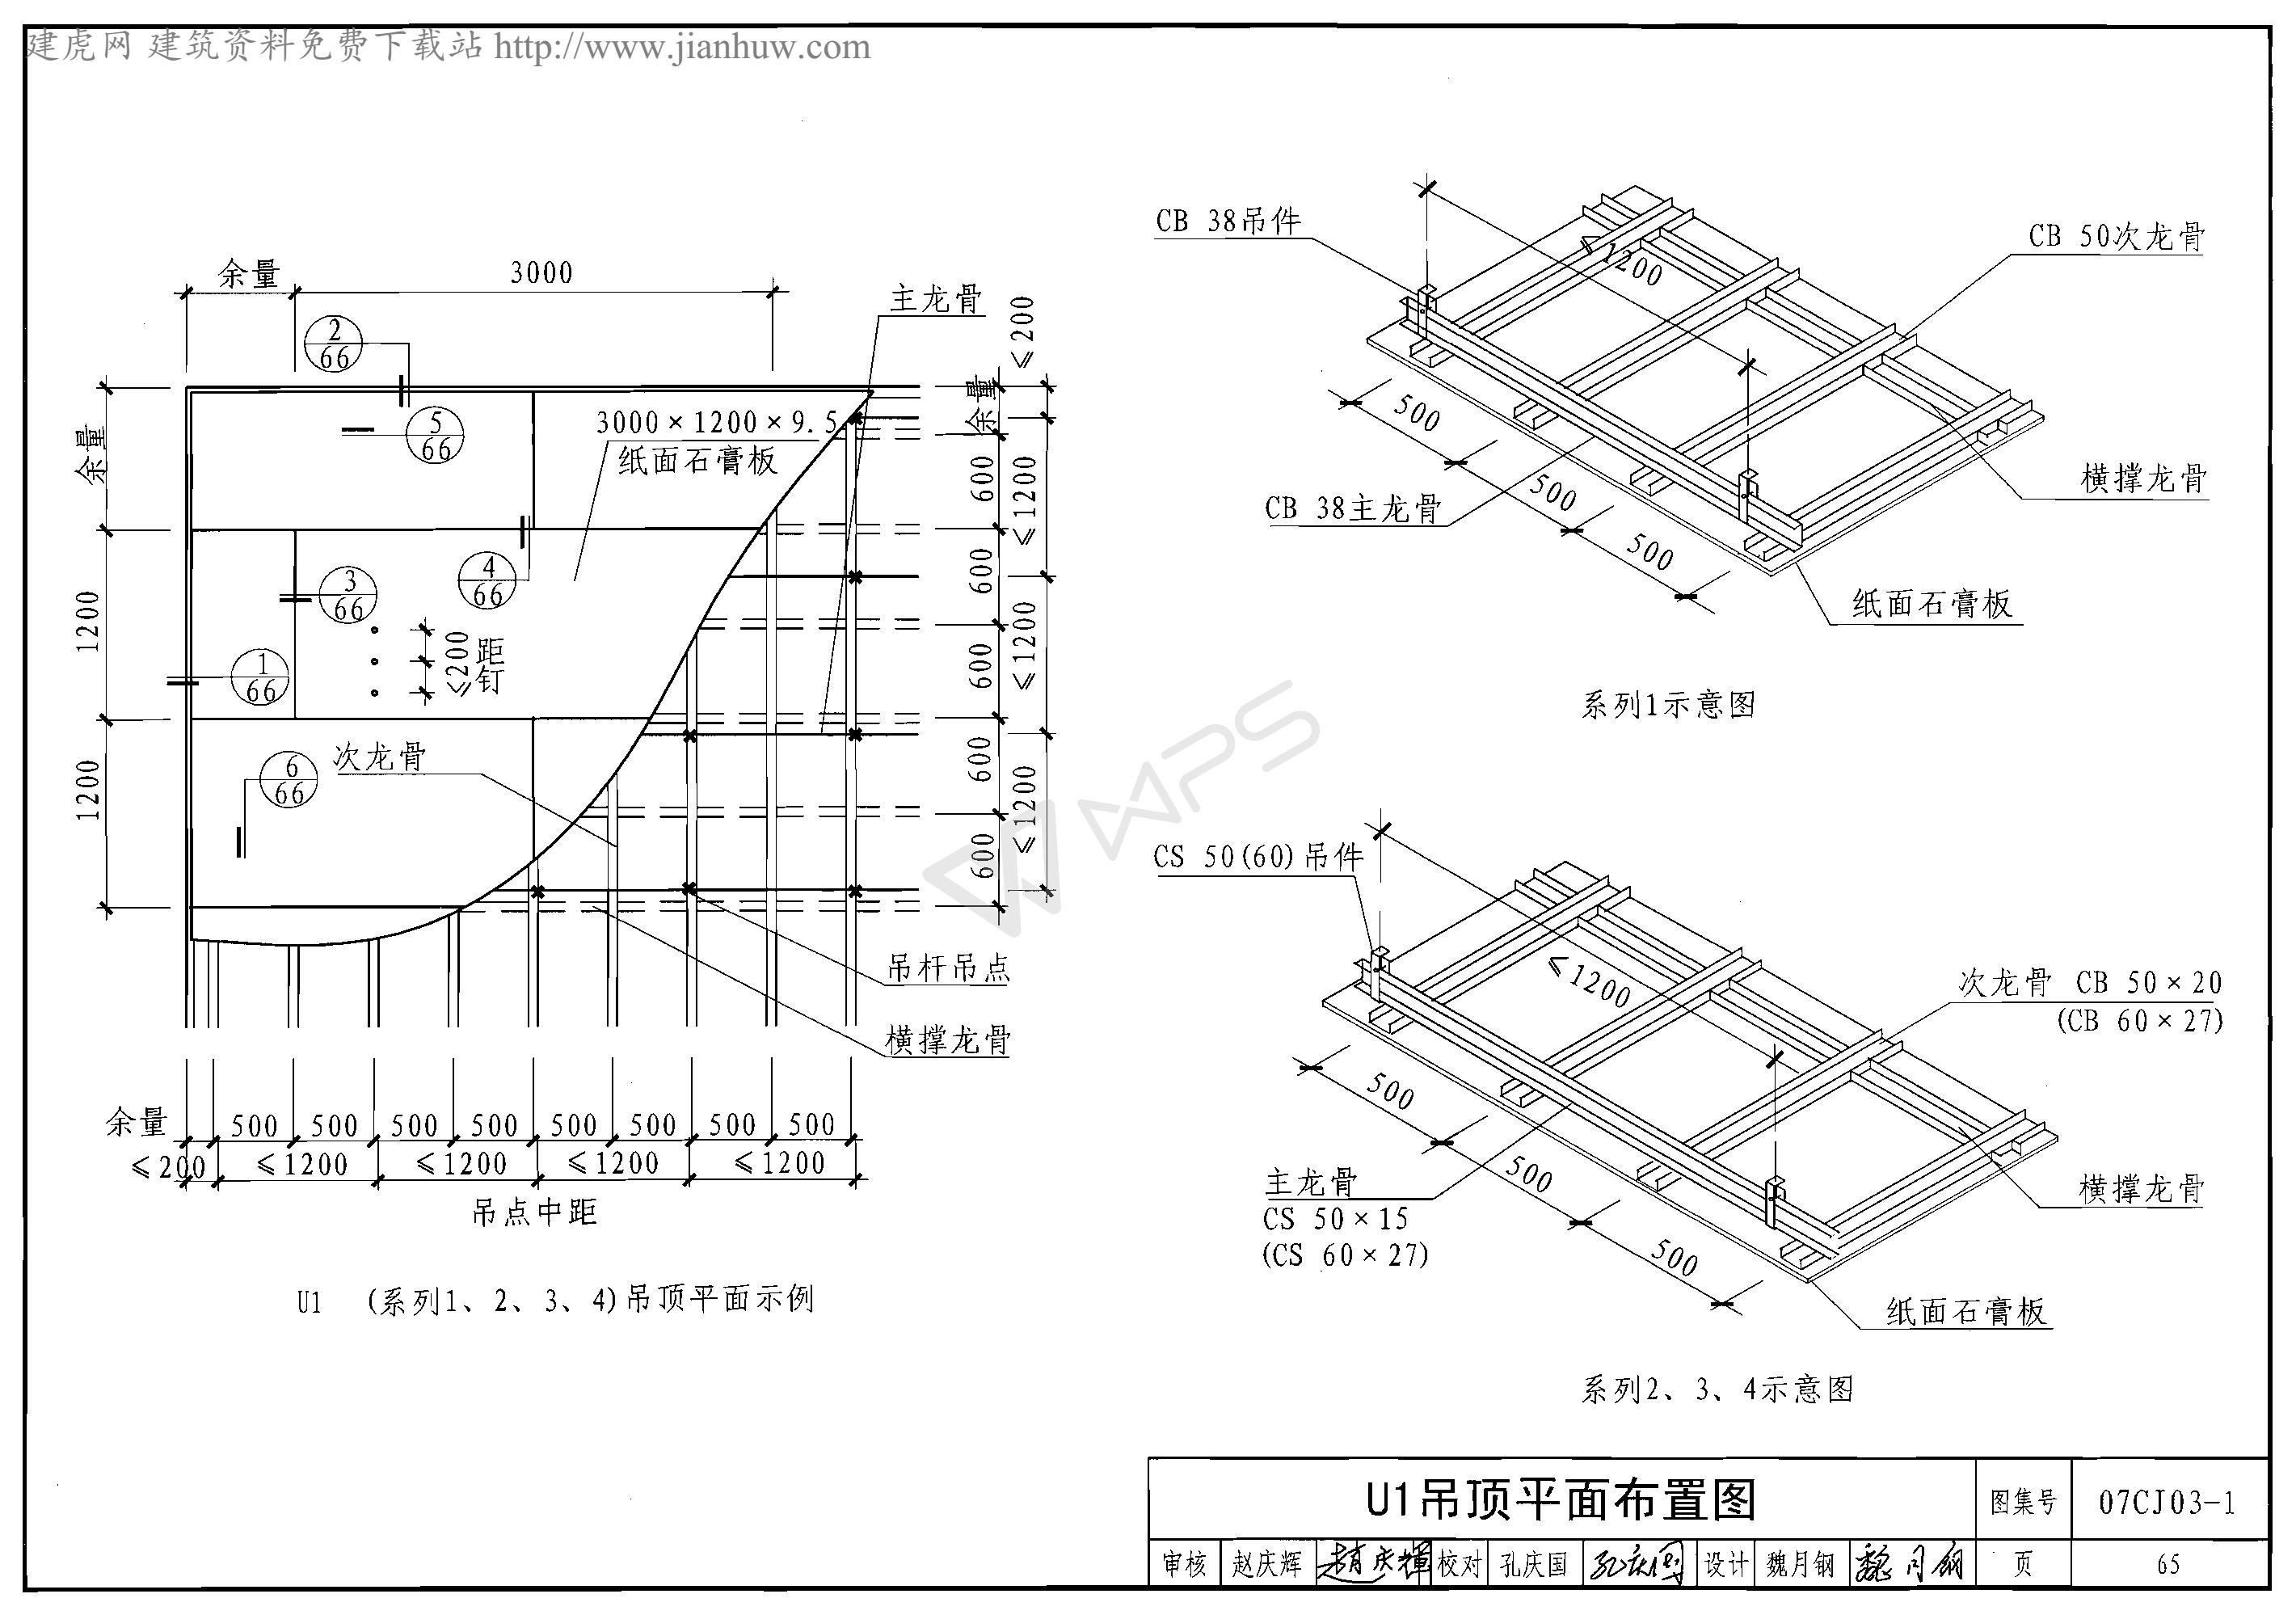 建虎网 建筑资料免费下载站 http://www.jianhuw.com
余量
3000
主龙骨
≤200
2
66
5
66
3000×1200×9.5
纸面石膏板
余量
余量
600
≤1200
4
66
3
66
1200
≤200
钉距
1
66
600
≤1200
600
次龙骨
6
66
1200
600
≤1200
600
吊杆吊点
横撑龙骨
余量
500
500
500
500
500
500
500
500
≤200
≤1200
≤1200
≤1200
≤1200
吊点中距
U1 (系列1、2、3、4)吊顶平面示例
CB 38吊件
≤1200
CB 50次龙骨
500
500
500
CB 38主龙骨
横撑龙骨
纸面石膏板
系列1示意图
WPS
CS 50(60)吊件
≤1200
次龙骨 CB 50×20
(CB 60×27)
500
500
500
主龙骨
CS 50×15
(CS 60×27)
横撑龙骨
纸面石膏板
系列2、3、4示意图
U1吊顶平面布置图
图集号
07CJ03-1
审核 赵庆辉 赵庆辉 校对 孔庆国 孔庆国 设计 魏月钢 魏月钢 页 65